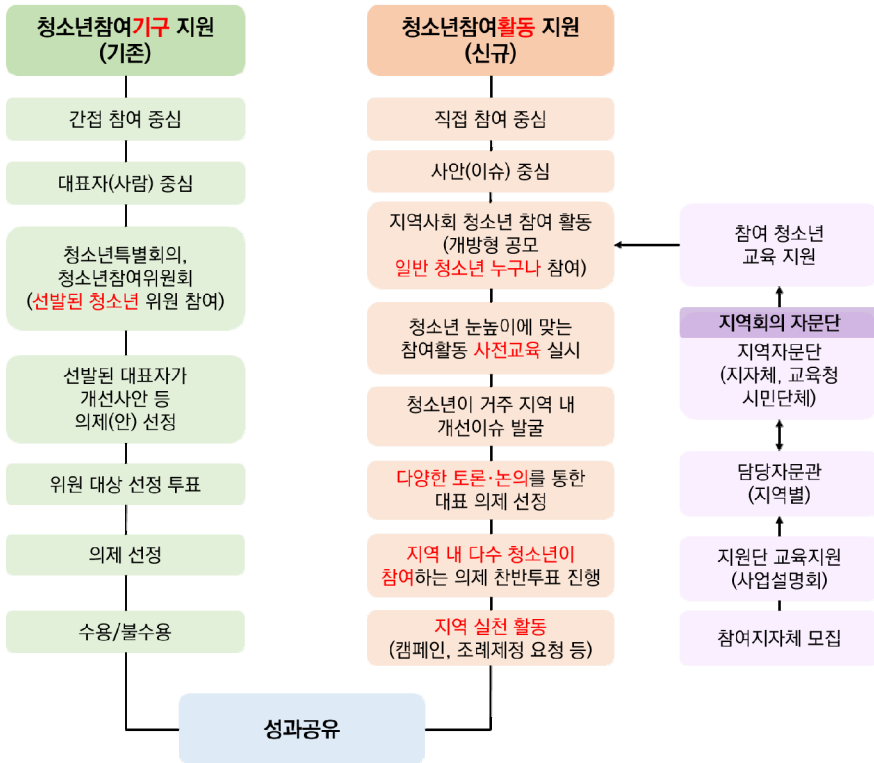 청소년참여기구 지원
(기존)
간접 참여 중심
대표자(사람) 중심
청소년특별회의,
청소년참여위원회
(선발된 청소년 위원 참여)
선발된 대표자가
개선사안 등
의제(안) 선정
위원 대상 선정 투표
의제 선정
수용/불수용
청소년참여활동 지원
(신규)
직접 참여 중심
사안(이슈) 중심
지역사회 청소년 참여 활동
(개방형 공모
일반 청소년 누구나 참여)
청소년 눈높이에 맞는
참여활동 사전교육 실시
청소년이 거주 지역 내
개선이슈 발굴
다양한 토론·논의를 통한
대표 의제 선정
지역 내 다수 청소년이
참여하는 의제 찬반투표 진행
지역 실천 활동
(캠페인, 조례제정 요청 등)
참여 청소년
교육 지원
지역회의 자문단
지역자문단
(지자체, 교육청
시민단체)
담당자문관
(지역별)
지원단 교육지원
(사업설명회)
참여지자체 모집
성과공유